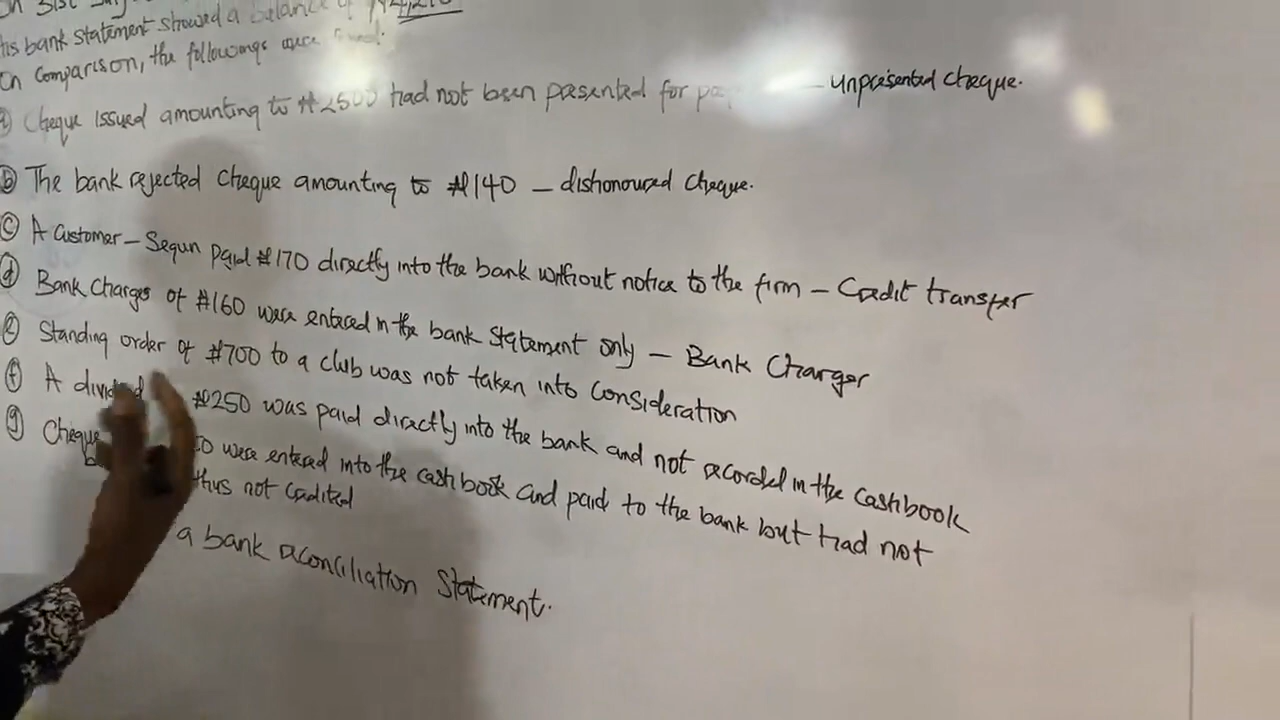 on 31st
his bank statement showed a balance of
On Comparison, the followings were
a) Cheque issued amounting to ₦2500 had not been presented for — unpresented cheque.
b) The bank rejected cheque amounting to ₦140 — dishonoured cheque.
c) A customer – Segun paid ₦170 directly into the bank without notice to the firm – Credit transfer
d) Bank Charges of ₦160 were entered in the bank statement only – Bank Charges
e) Standing order of ₦700 to a club was not taken into consideration
f) A ₦250 was paid directly into the bank and not recorded in the cashbook
g) Cheque were entered into the cashbook and paid to the bank but had not
thus not credited
a bank reconciliation statement.